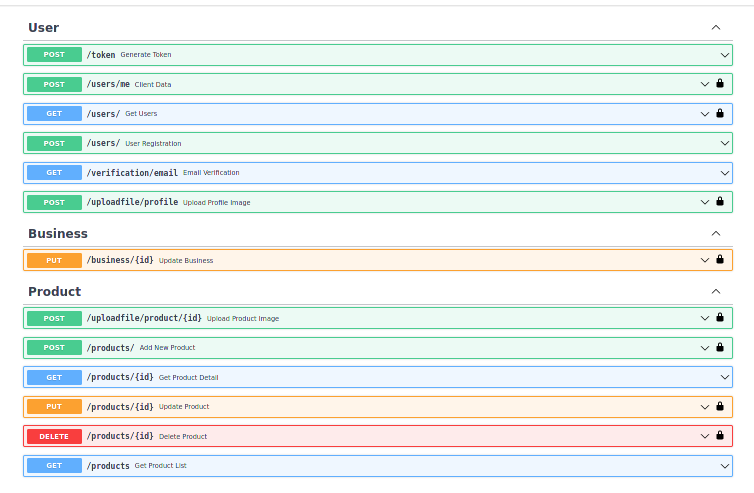 User
POST /token Generate Token
POST /users/me Client Data
GET /users/ Get Users
POST /users/ User Registration
GET /verification/email Email Verification
POST /uploadfile/profile Upload Profile Image
Business
PUT /business/{id} Update Business
Product
POST /uploadfile/product/{id} Upload Product Image
POST /products/ Add New Product
GET /products/{id} Get Product Detail
PUT /products/{id} Update Product
DELETE /products/{id} Delete Product
GET /products Get Product List